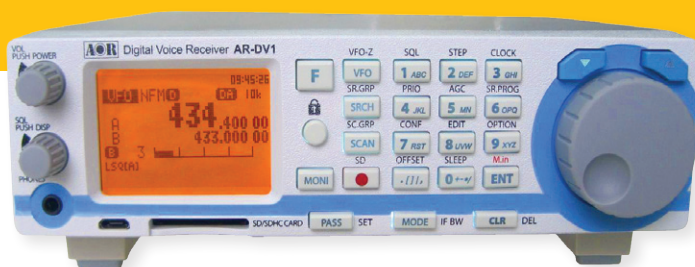 VOL
PUSH POWER
AOR Digital Voice Receiver AR-DV1
09:45:26
VFO NFM D DA 10k
434.400 00
A
B 433.000 00
S 3
LSQ[A]
SQL
PUSH DISP
PHONES
SD/SDHC CARD
F
MONI
VFO-Z SQL STEP CLOCK
VFO 1 ABC 2 DEF 3 GHI
SR.GRP PRIO AGC SR.PROG
SRCH 4 JKL 5 MN 6 OPQ
SC.GRP CONF EDIT OPTION
SCAN 7 RST 8 UVW 9 XYZ
SD OFFSET SLEEP M.in
ENT
PASS SET MODE IF BW CLR DEL